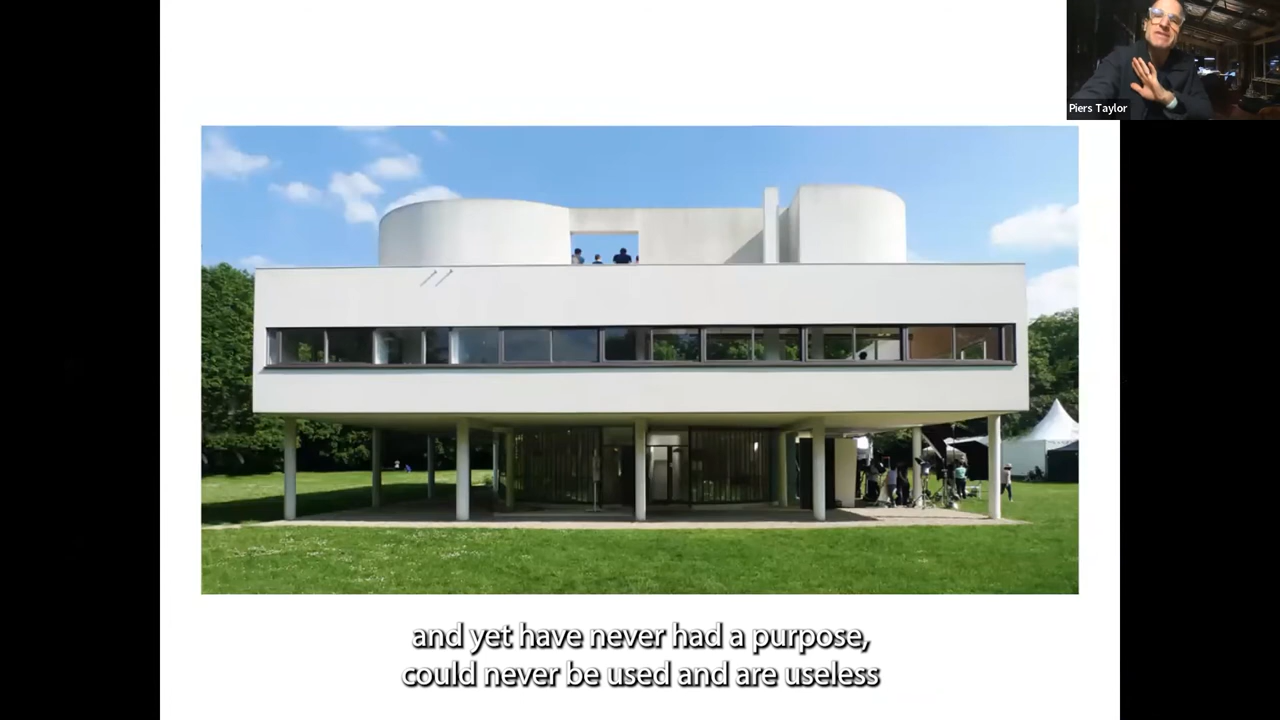 Piers Taylor
and yet have never had a purpose,
could never be used and are useless